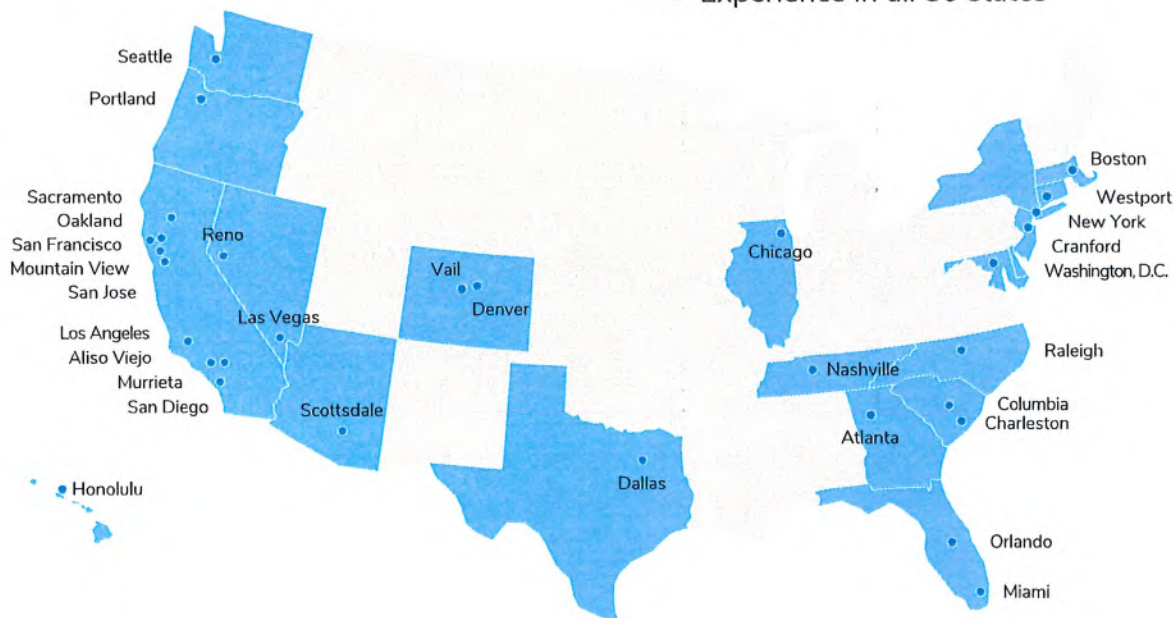 Seattle
Portland
Sacramento
Oakland
San Francisco
Mountain View
San Jose
Los Angeles
Aliso Viejo
Murrieta
San Diego
Reno
Las Vegas
Scottsdale
Honolulu
Vail
Denver
Dallas
Chicago
Nashville
Atlanta
Boston
Westport
New York
Cranford
Washington, D.C.
Raleigh
Columbia
Charleston
Orlando
Miami